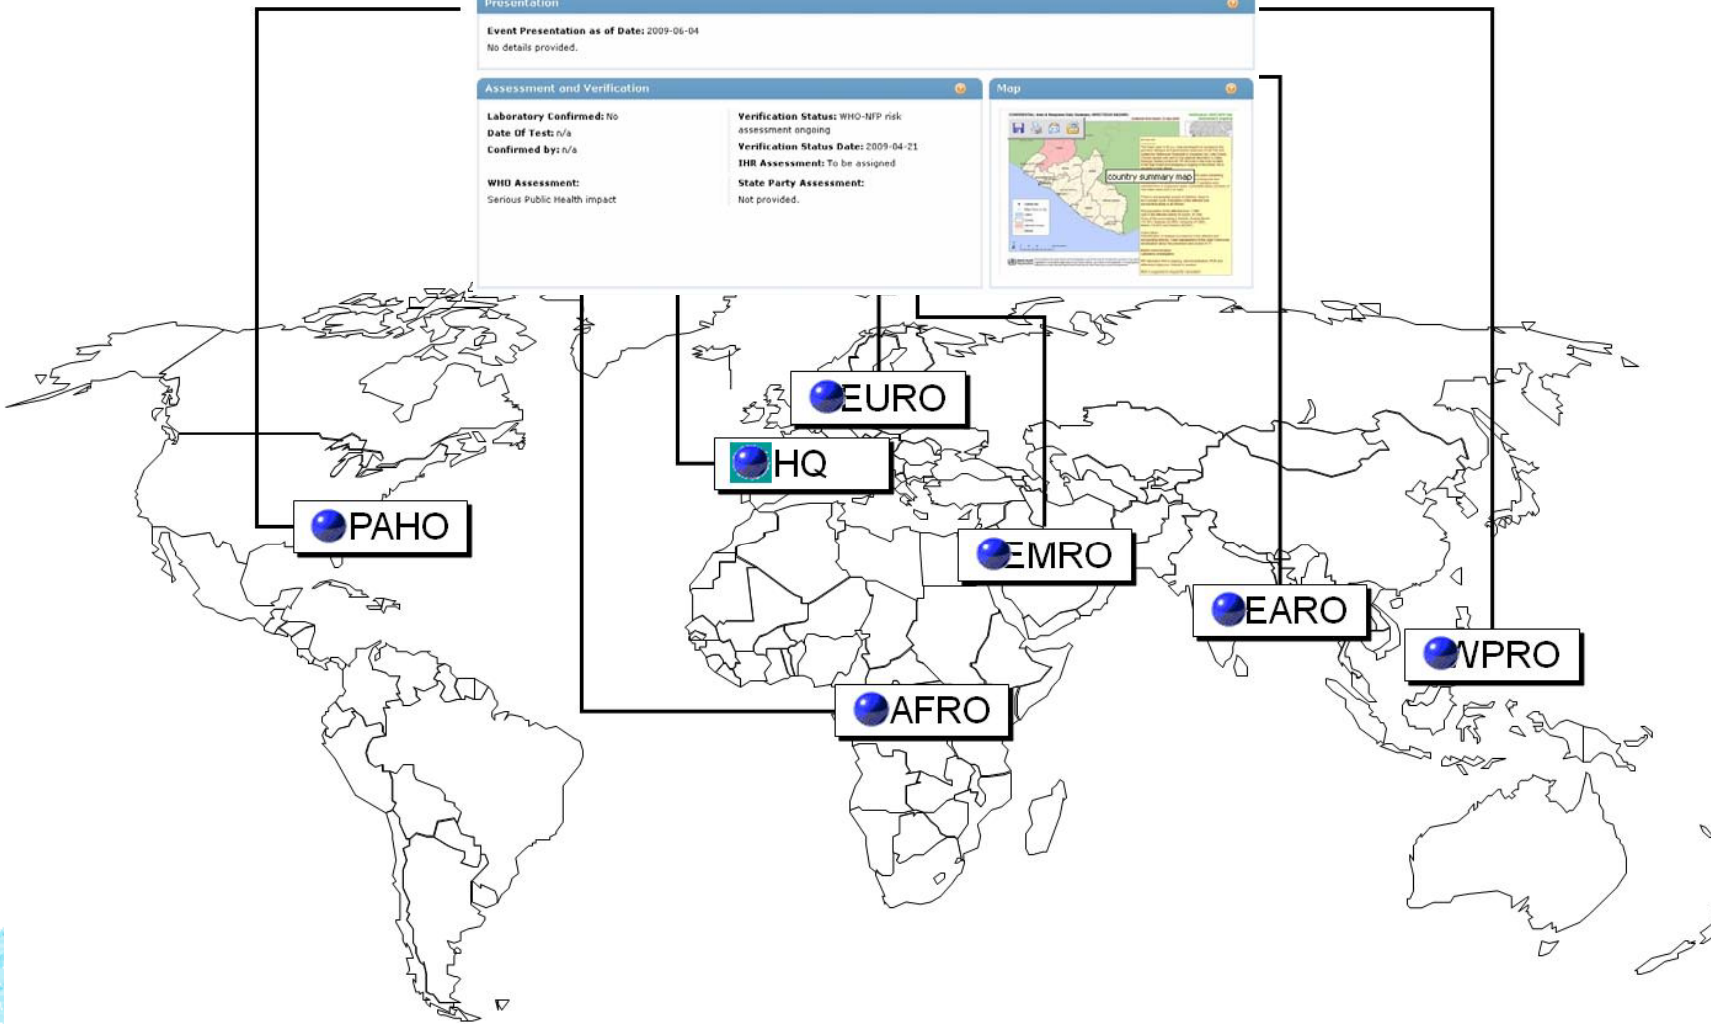 Presentation
Event Presentation as of Date: 2009-06-04
No details provided.
Assessment and Verification
Laboratory Confirmed: No
Date Of Test: n/a
Confirmed by: n/a
WHO Assessment:
Serious Public Health impact
Verification Status: WHO-NFP risk
assessment ongoing
Verification Status Date: 2009-04-21
IHR Assessment: To be assigned
State Party Assessment:
Not provided.
Map
country summary map
EURO
HQ
PAHO
EMRO
EARO
WPRO
AFRO